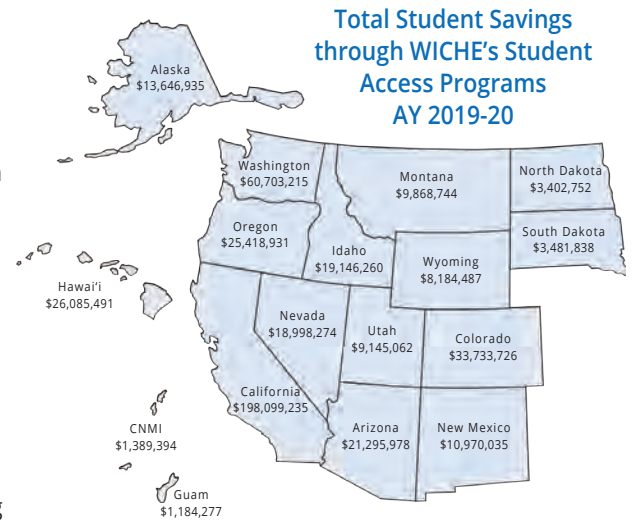 Total Student Savings
through WICHE's Student
Access Programs
AY 2019-20
Alaska
$13,646,935
Washington
$60,703,215
Montana
$9,868,744
North Dakota
$3,402,752
Oregon
$25,418,931
Idaho
$19,146,260
South Dakota
$3,481,838
Wyoming
$8,184,487
Hawai‘i
$26,085,491
Nevada
$18,998,274
Utah
$9,145,062
Colorado
$33,733,726
California
$198,099,235
CNMI
$1,389,394
Arizona
$21,295,978
New Mexico
$10,970,035
Guam
$1,184,277